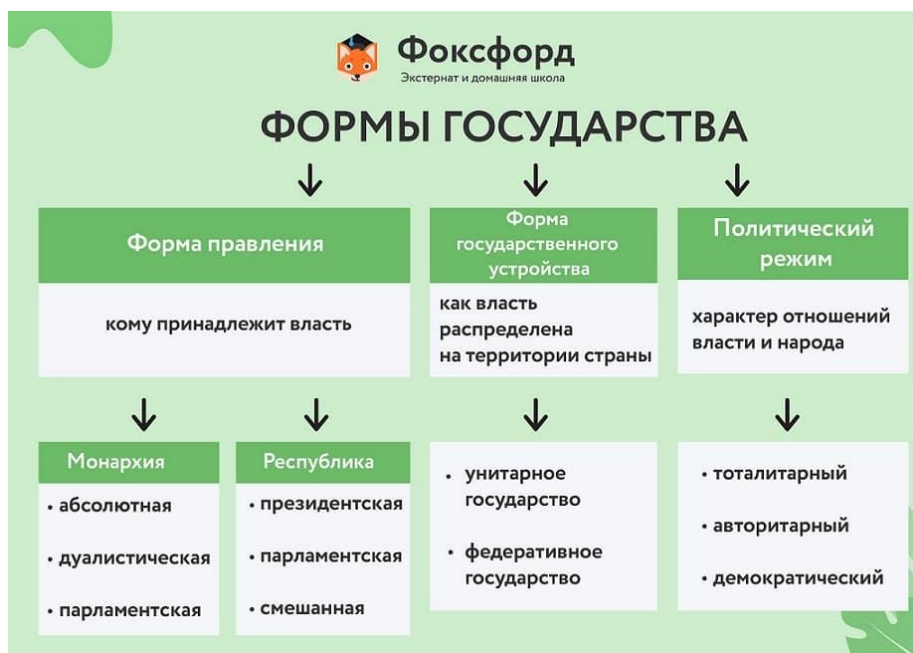 Фоксфорд
Экстернат и домашняя школа
ФОРМЫ ГОСУДАРСТВА
Форма правления
кому принадлежит власть
Форма
государственного
устройства
как власть
распределена
на территории страны
Политический
режим
характер отношений
власти и народа
Монархия
• абсолютная
• дуалистическая
• парламентская
Республика
• президентская
• парламентская
• смешанная
• унитарное
государство
• федеративное
государство
• тоталитарный
• авторитарный
• демократический